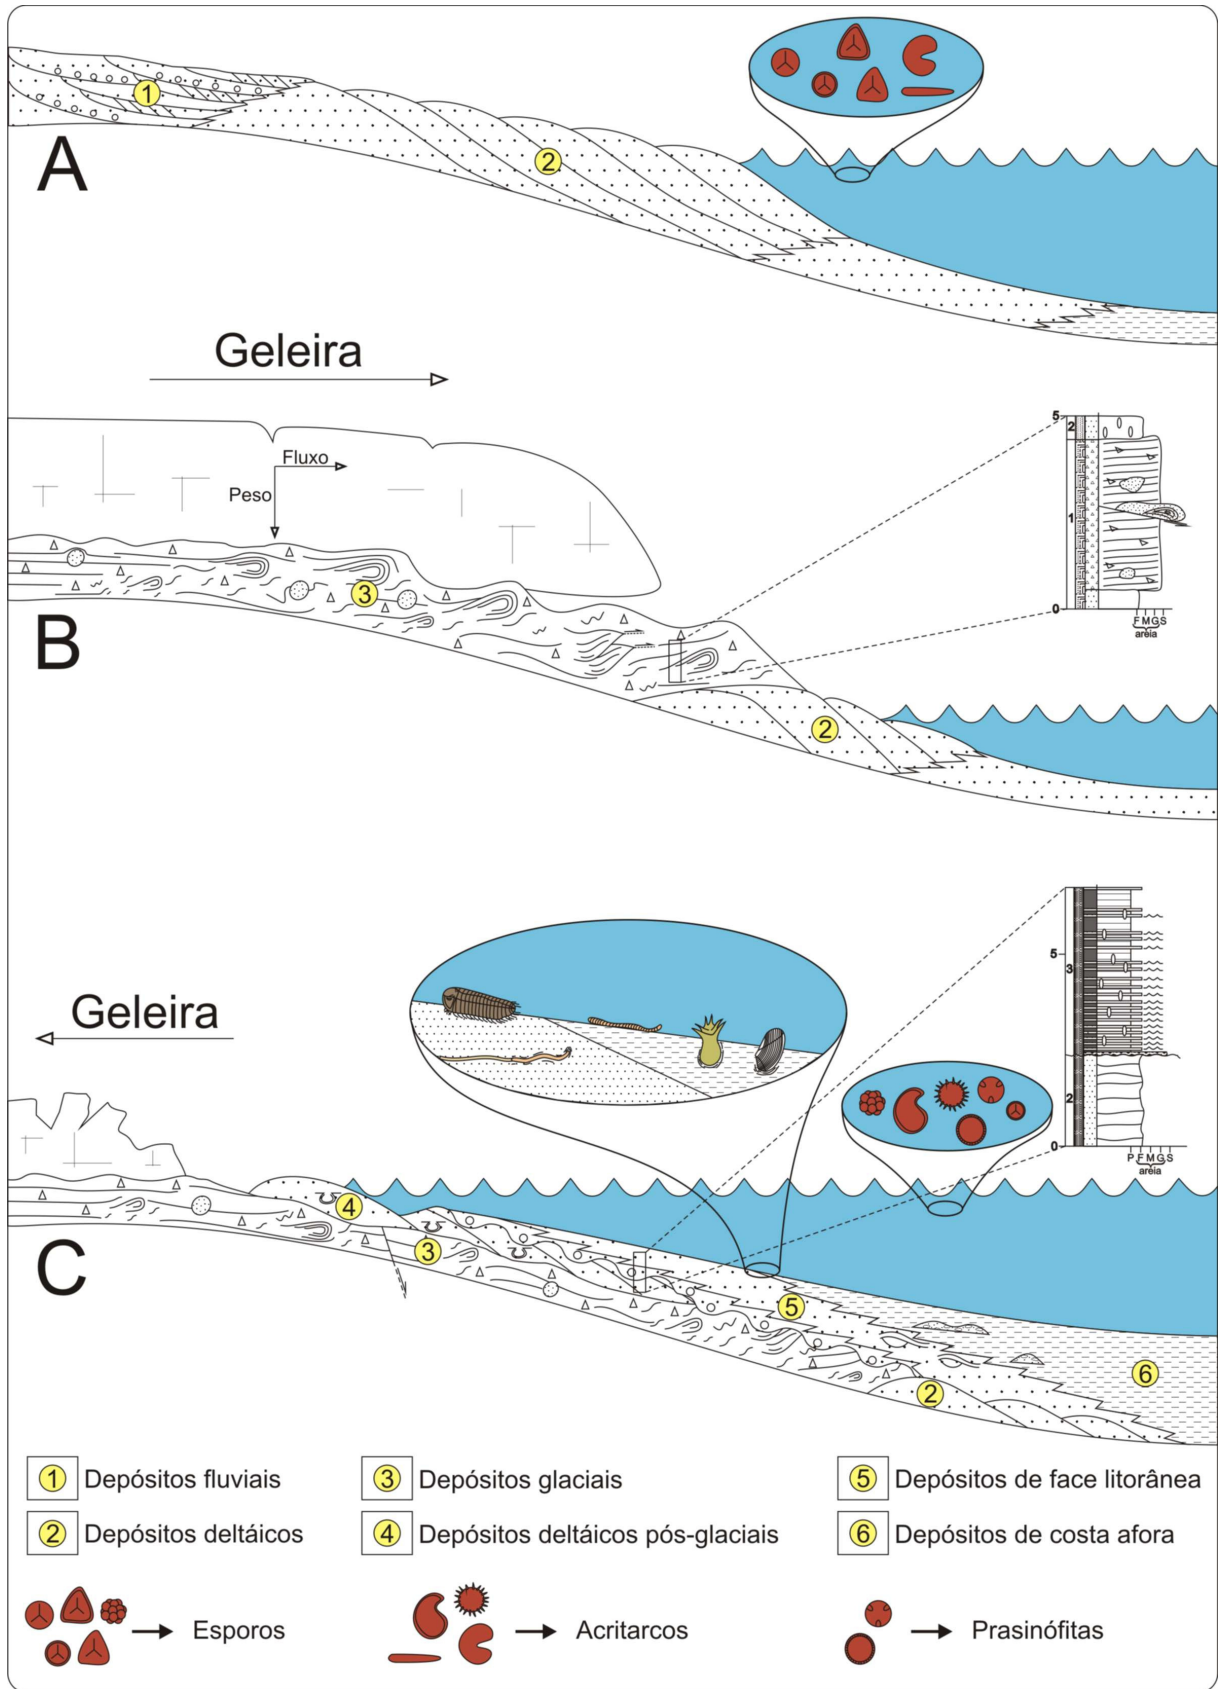 1
2
A
Geleira
Fluxo
Peso
3
B
2
5
2
1
0
F M G S
areia
Geleira
5
3
2
0
P F M G S
areia
4
3
C
5
2
6
1 Depósitos fluviais
3 Depósitos glaciais
5 Depósitos de face litorânea
2 Depósitos deltáicos
4 Depósitos deltáicos pós-glaciais
6 Depósitos de costa afora
Esporos
Acritarcos
Prasinófitas